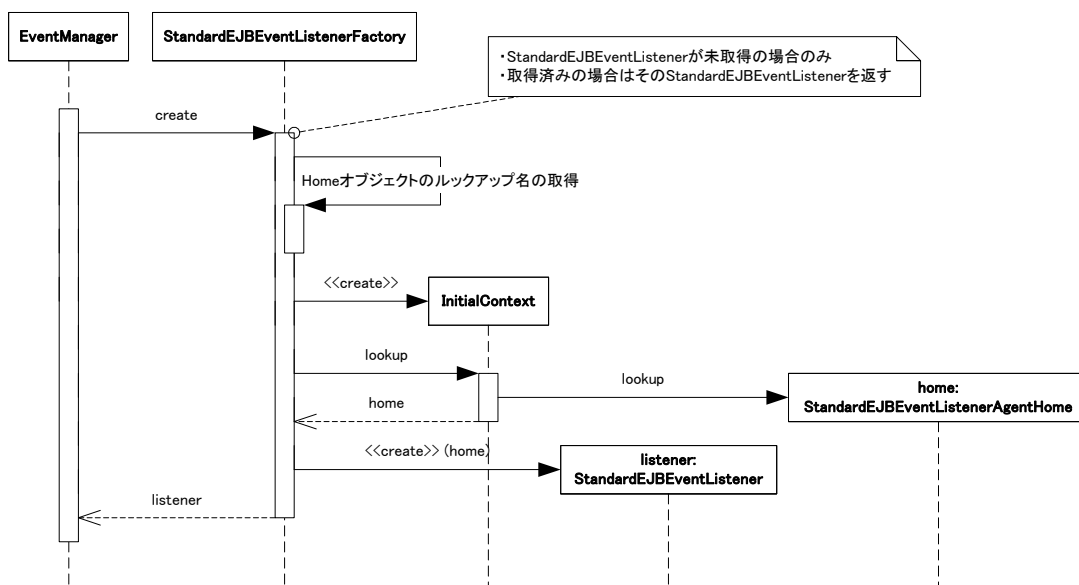 EventManager
StandardEJBEventListenerFactory
・StandardEJBEventListenerが未取得の場合のみ
・取得済みの場合はそのStandardEJBEventListenerを返す
create
Homeオブジェクトのルックアップ名の取得
<<create>>
InitialContext
lookup
lookup
home:
StandardEJBEventListenerAgentHome
home
<<create>> (home)
listener:
StandardEJBEventListener
listener